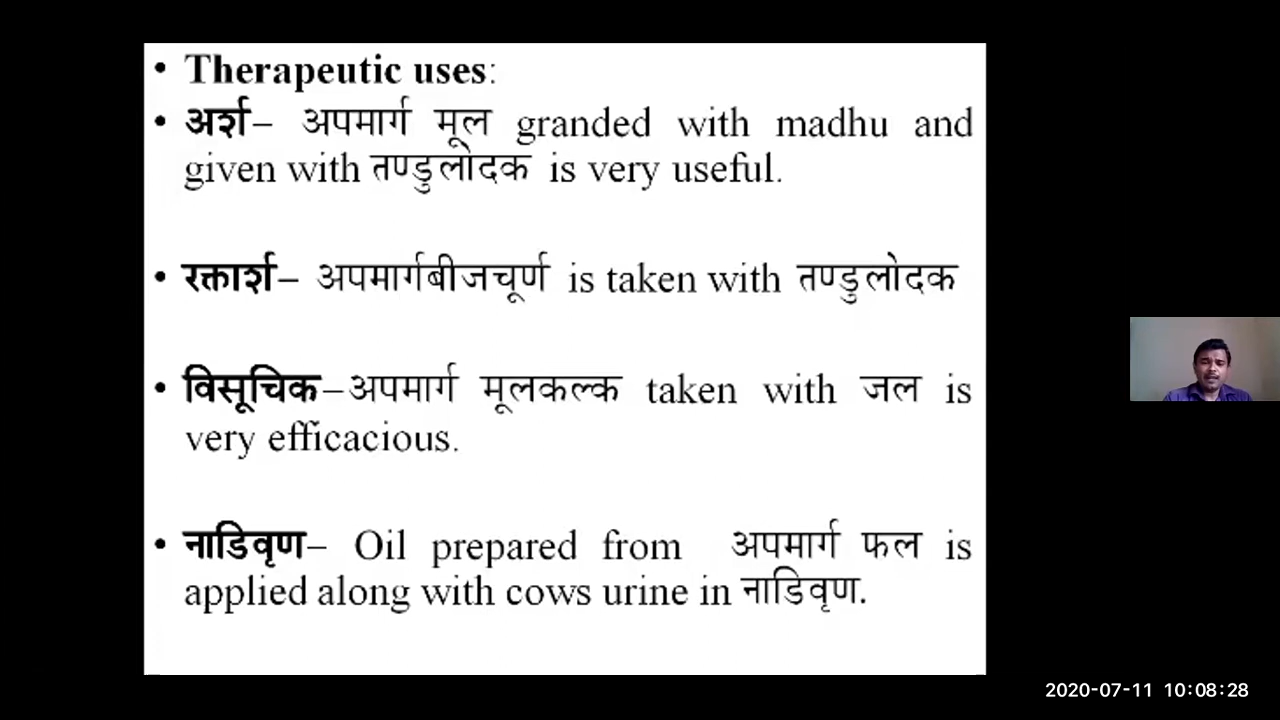 • Therapeutic uses:
• अर्श– अपमार्ग मूल granded with madhu and
given with तण्डुलोदक is very useful.
• रक्तार्श– अपमार्गबीजचूर्ण is taken with तण्डुलोदक
• विसूचिक–अपमार्ग मूलकल्क taken with जल is
very efficacious.
• नाडिवृण– Oil prepared from अपमार्ग फल is
applied along with cows urine in नाडिवृण.
2020-07-11 10:08:28